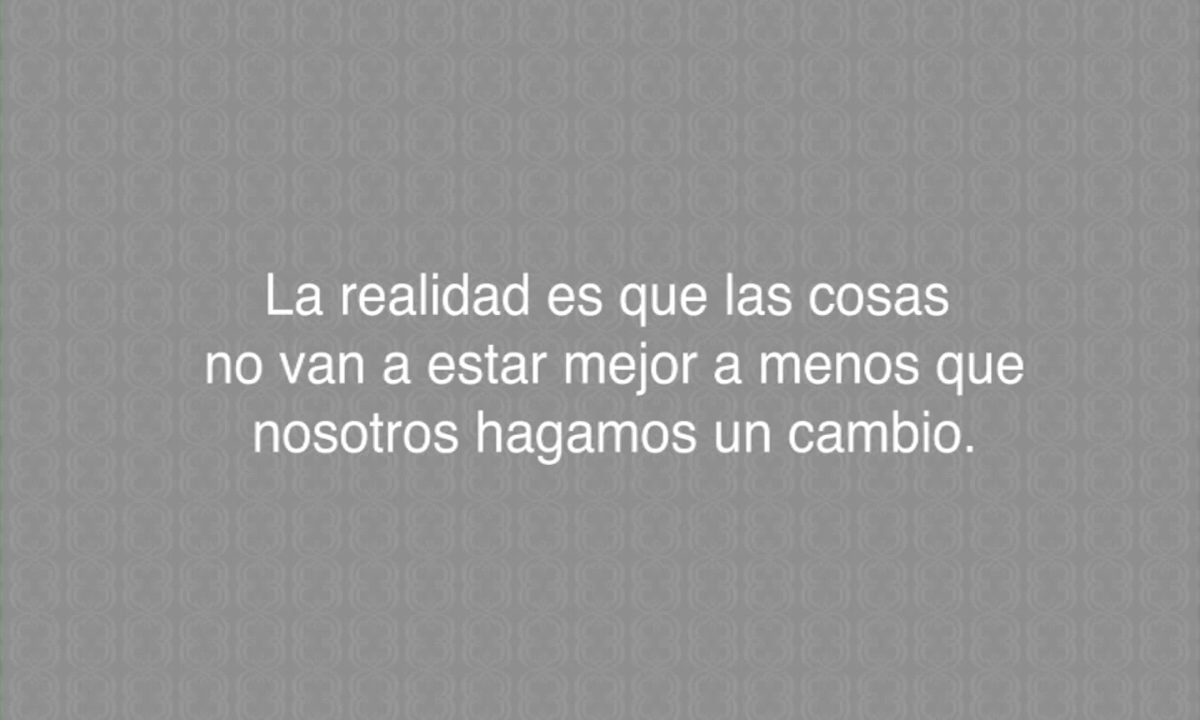 La realidad es que las cosas
no van a estar mejor a menos que
nosotros hagamos un cambio.